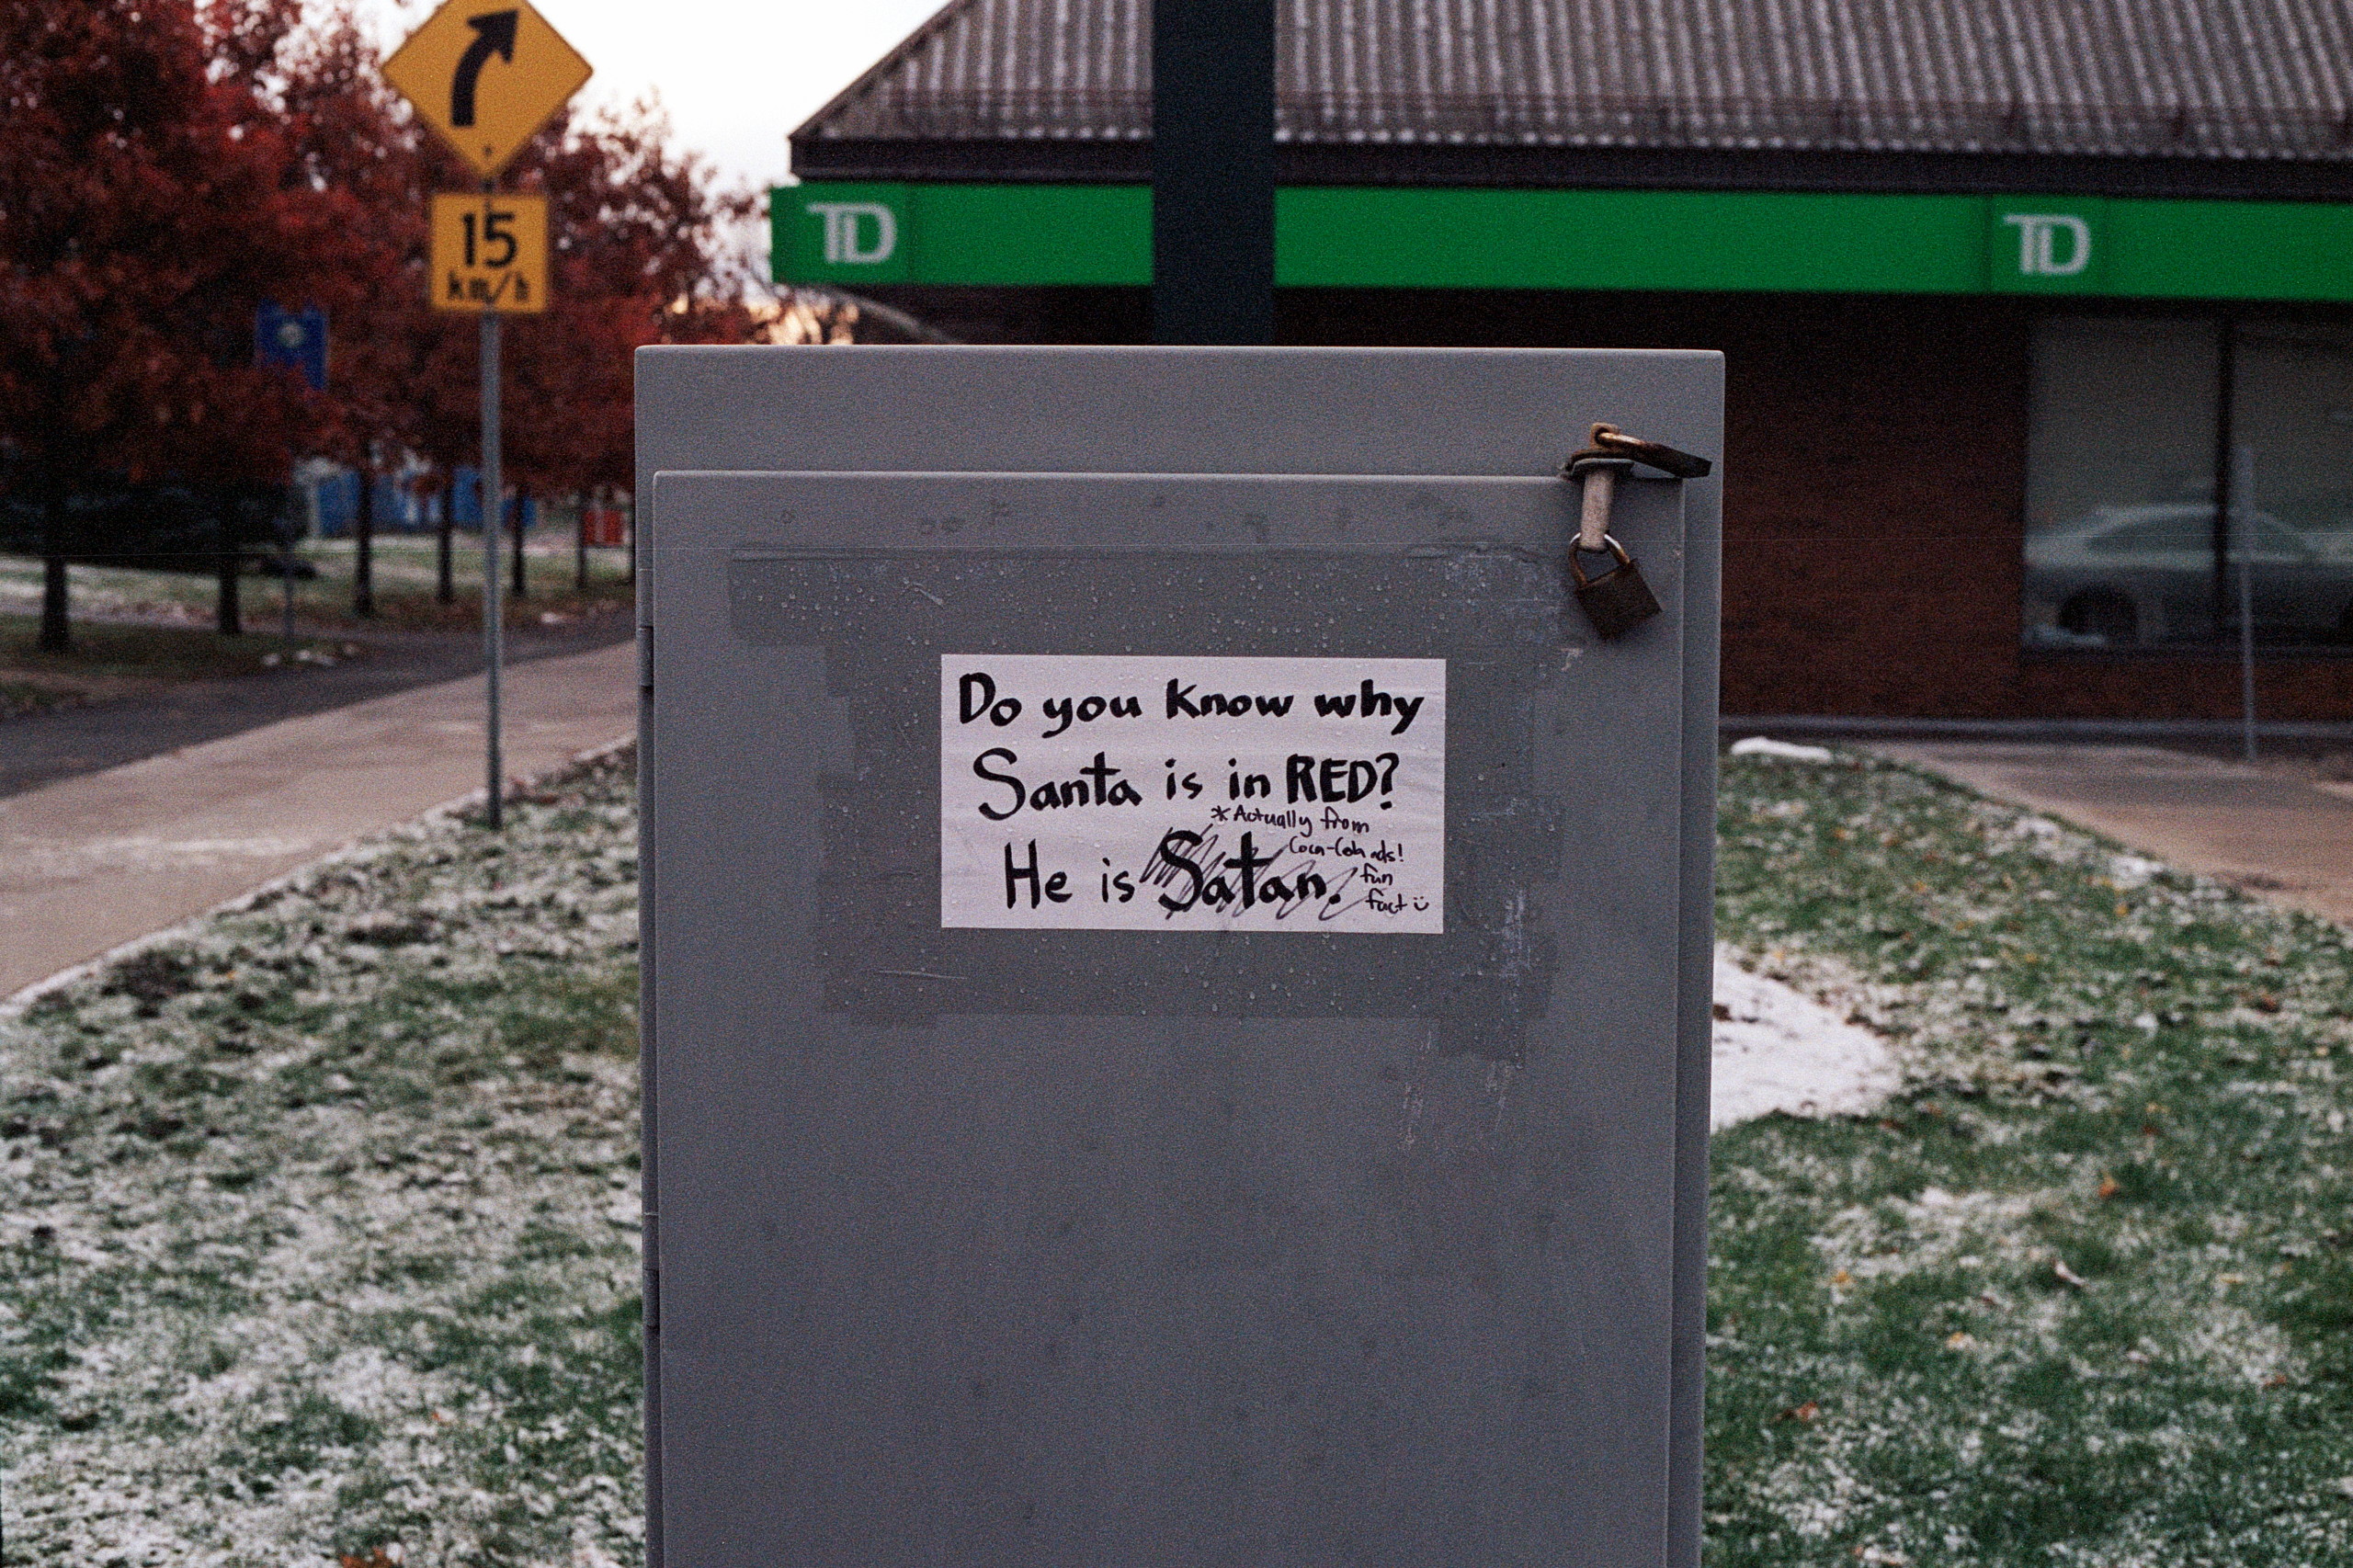 15
km/h
TD
TD
Do you know why
Santa is in RED?
*Actually from
Coca-Cola ads!
He is Satan.
fun
fact